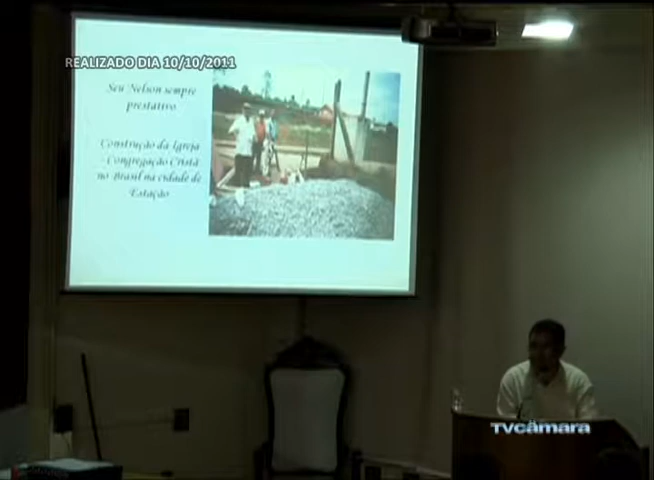 REALIZADO DIA 10/10/2011
Seu Nelson sempre
prestativo
Construção da Igreja
- Congregação Cristã
no Brasil na cidade de
Estação
TVcâmara